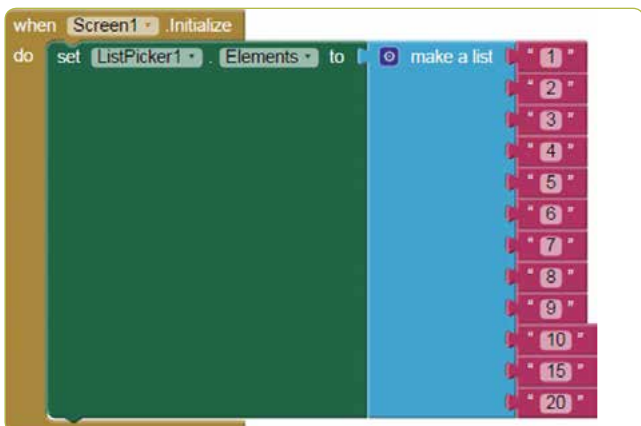 when Screen1 .Initialize
do set ListPicker1 . Elements to make a list " 1 "
" 2 "
" 3 "
" 4 "
" 5 "
" 6 "
" 7 "
" 8 "
" 9 "
" 10 "
" 15 "
" 20 "